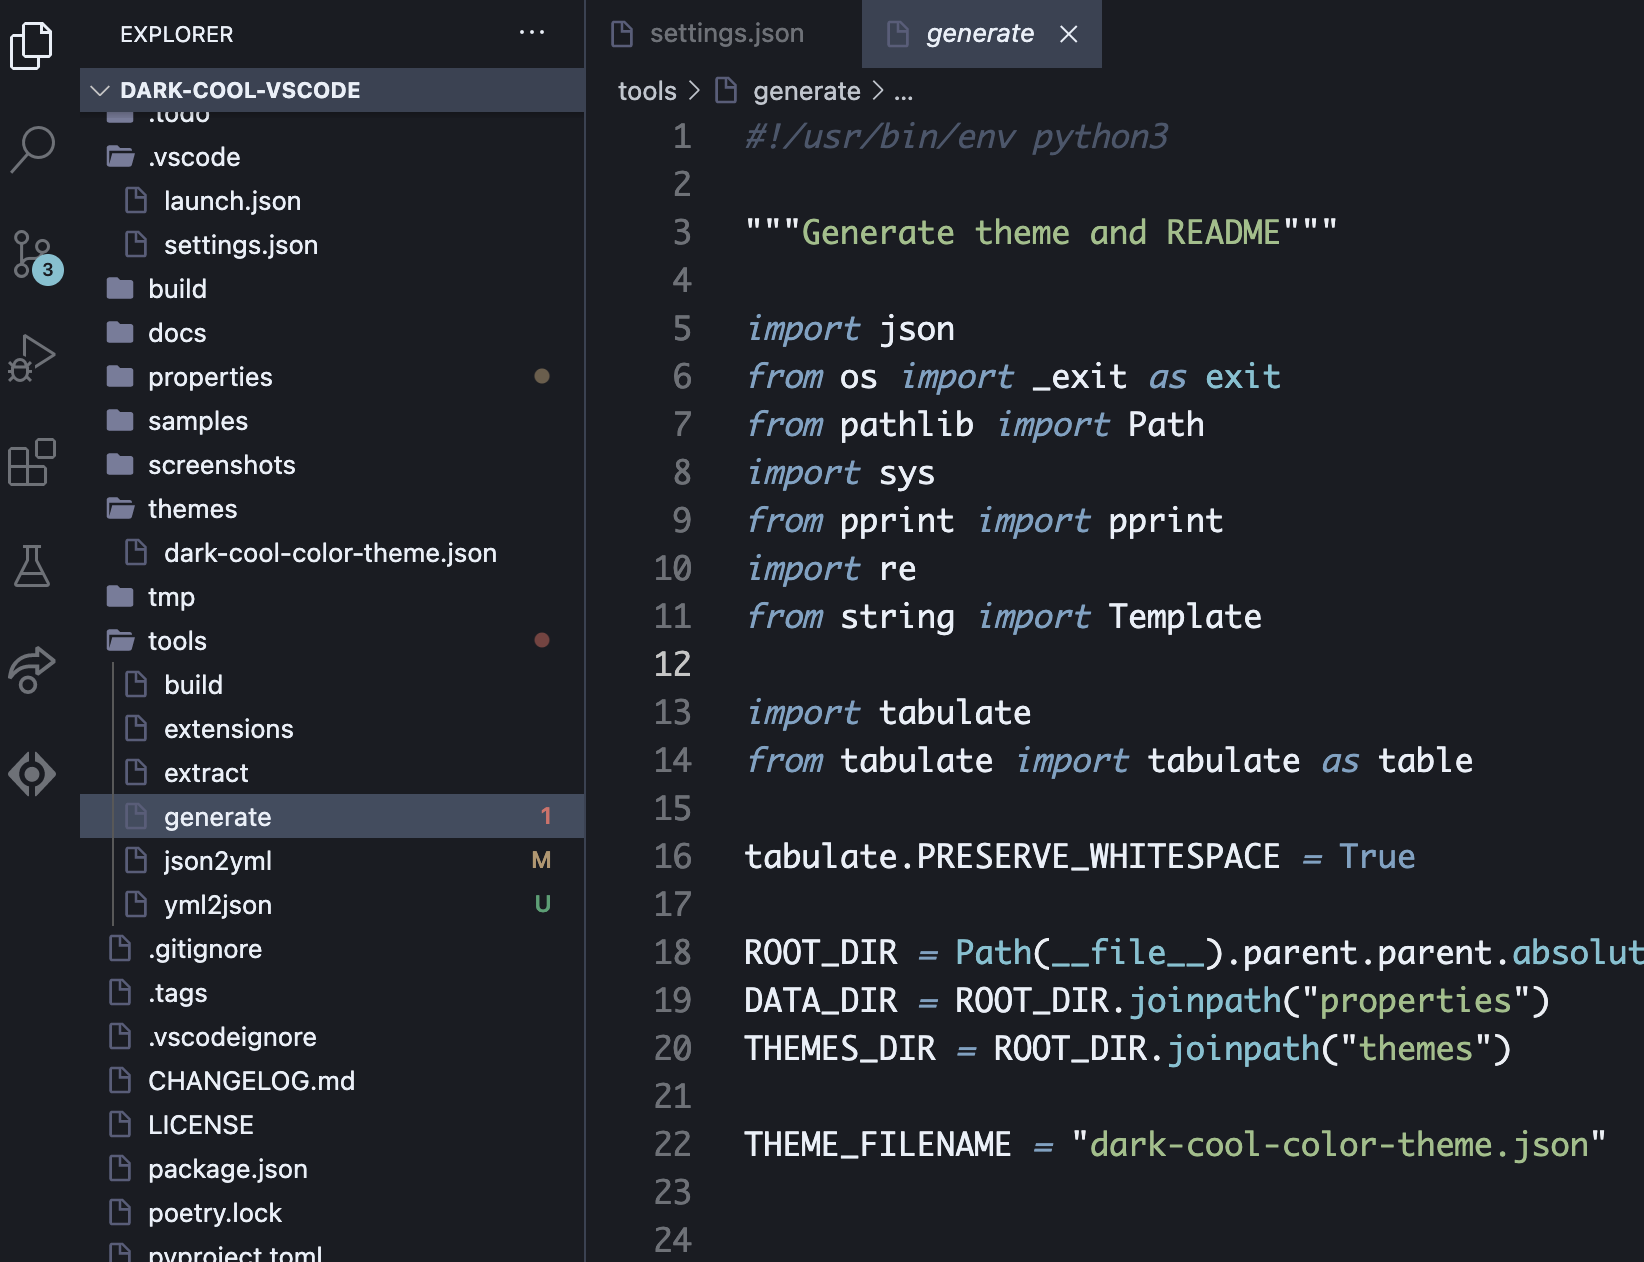 EXPLORER
DARK-COOL-VSCODE
.todo
.vscode
launch.json
settings.json
3
build
docs
properties
samples
screenshots
themes
dark-cool-color-theme.json
tmp
tools
build
extensions
extract
generate 1
json2yml M
yml2json U
.gitignore
.tags
.vscodeignore
CHANGELOG.md
LICENSE
package.json
poetry.lock
pyproject.toml
settings.json generate
tools > generate > ...
1 #!/usr/bin/env python3
2
3 """Generate theme and README"""
4
5 import json
6 from os import _exit as exit
7 from pathlib import Path
8 import sys
9 from pprint import pprint
10 import re
11 from string import Template
12
13 import tabulate
14 from tabulate import tabulate as table
15
16 tabulate.PRESERVE_WHITESPACE = True
17
18 ROOT_DIR = Path(__file__).parent.parent.absolut
19 DATA_DIR = ROOT_DIR.joinpath("properties")
20 THEMES_DIR = ROOT_DIR.joinpath("themes")
21
22 THEME_FILENAME = "dark-cool-color-theme.json"
23
24